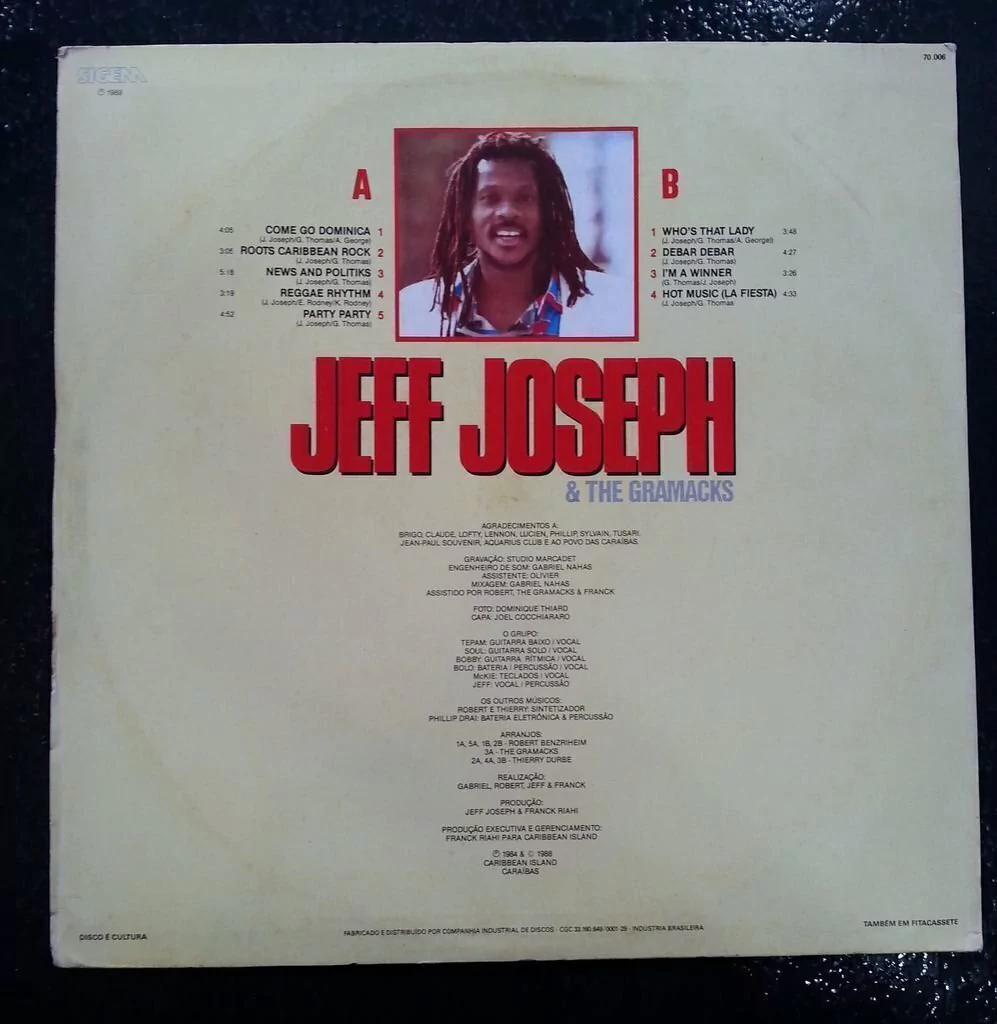 SIGEM
℗ 1989
70.006
A
4:05 COME GO DOMINICA 1
(J. Joseph/G. Thomas/A. George)
3:05 ROOTS CARIBBEAN ROCK 2
(J. Joseph/G. Thomas)
5:18 NEWS AND POLITIKS 3
(J. Joseph/G. Thomas)
3:19 REGGAE RHYTHM 4
(J. Joseph/E. Rodney/K. Rodney)
4:52 PARTY PARTY 5
(J. Joseph/G. Thomas)
B
1 WHO'S THAT LADY 3:48
(J. Joseph/G. Thomas/A. George))
2 DEBAR DEBAR 4:27
(J. Joseph/G. Thomas)
3 I'M A WINNER 3:26
(G. Thomas/J. Joseph)
4 HOT MUSIC (LA FIESTA) 4:33
(J. Joseph/G. Thomas
JEFF JOSEPH
& THE GRAMACKS
AGRADECIMENTOS A:
BRIGO, CLAUDE, LOFTY, LENNON, LUCIEN, PHILLIP, SYLVAIN, TUSARI.
JEAN-PAUL SOUVENIR, AQUARIUS CLUB E AO POVO DAS CARAÍBAS.
GRAVAÇÃO: STUDIO MARCADET
ENGENHEIRO DE SOM: GABRIEL NAHAS
ASSISTENTE: OLIVIER
MIXAGEM: GABRIEL NAHAS
ASSISTIDO POR ROBERT, THE GRAMACKS & FRANCK
FOTO: DOMINIQUE THIARD
CAPA: JOEL COCCHIARARO
O GRUPO:
TEPAM: GUITARRA BAIXO / VOCAL
SOUL: GUITARRA SOLO / VOCAL
BOBBY: GUITARRA RÍTMICA / VOCAL
BOLO: BATERIA / PERCUSSÃO / VOCAL
McKIE: TECLADOS / VOCAL
JEFF: VOCAL / PERCUSSÃO
OS OUTROS MÚSICOS:
ROBERT E THIERRY: SINTETIZADOR
PHILLIP DRAI: BATERIA ELETRÔNICA & PERCUSSÃO
ARRANJOS:
1A, 5A, 1B, 2B - ROBERT BENZRIHEIM
3A - THE GRAMACKS
2A, 4A, 3B - THIERRY DURBE
REALIZAÇÃO:
GABRIEL, ROBERT, JEFF & FRANCK
PRODUÇÃO:
JEFF JOSEPH & FRANCK RIAHI
PRODUÇÃO EXECUTIVA E GERENCIAMENTO:
FRANCK RIAHI PARA CARIBBEAN ISLAND
℗ 1984 & © 1988
CARIBBEAN ISLAND
CARAÍBAS
DISCO É CULTURA
FABRICADO E DISTRIBUÍDO POR COMPANHIA INDUSTRIAL DE DISCOS - CGC 33.160.649/0001-29 - INDÚSTRIA BRASILEIRA
TAMBÉM EM FITACASSETE